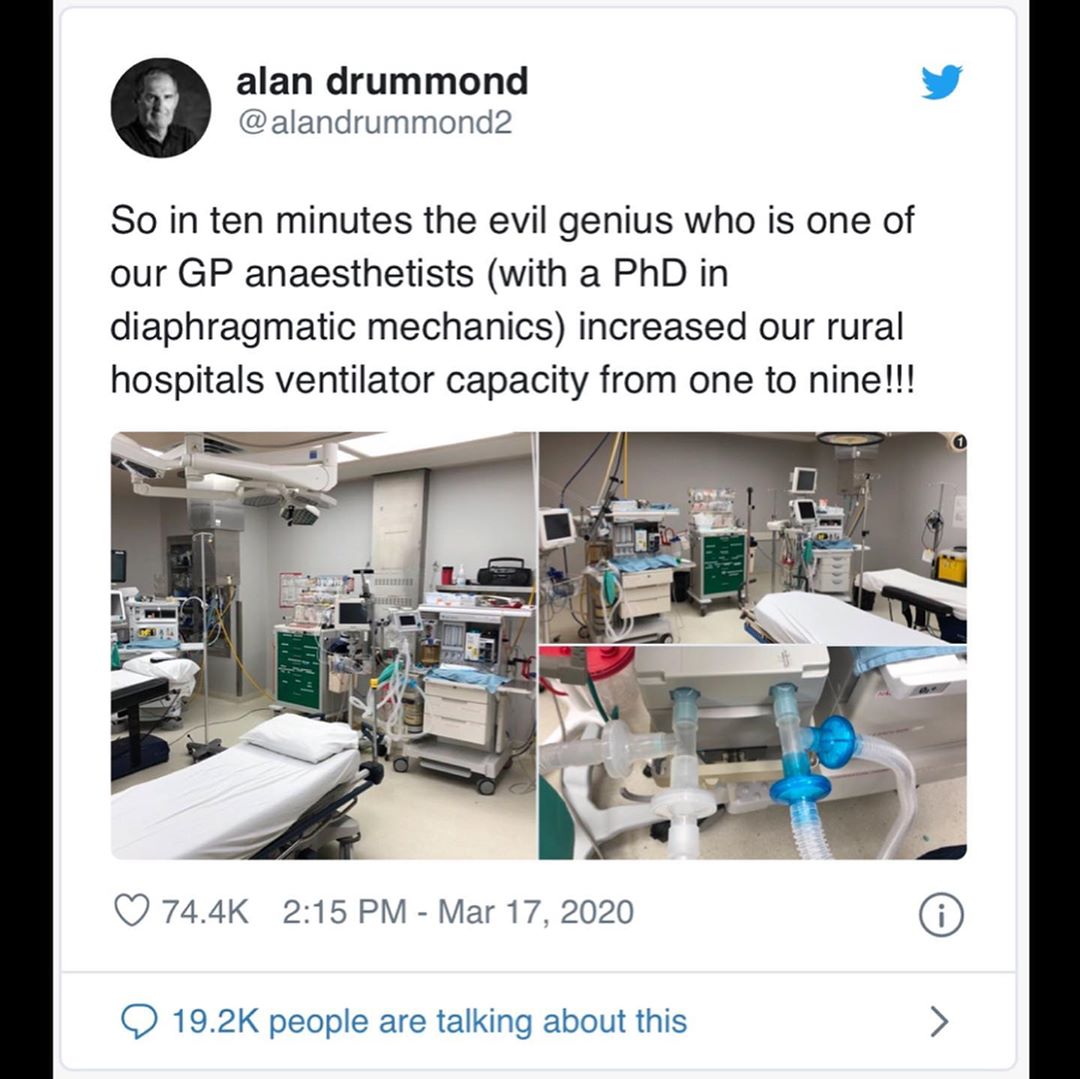 alan drummond
@alandrummond2
So in ten minutes the evil genius who is one of
our GP anaesthetists (with a PhD in
diaphragmatic mechanics) increased our rural
hospitals ventilator capacity from one to nine!!!
1
74.4K 2:15 PM - Mar 17, 2020
19.2K people are talking about this